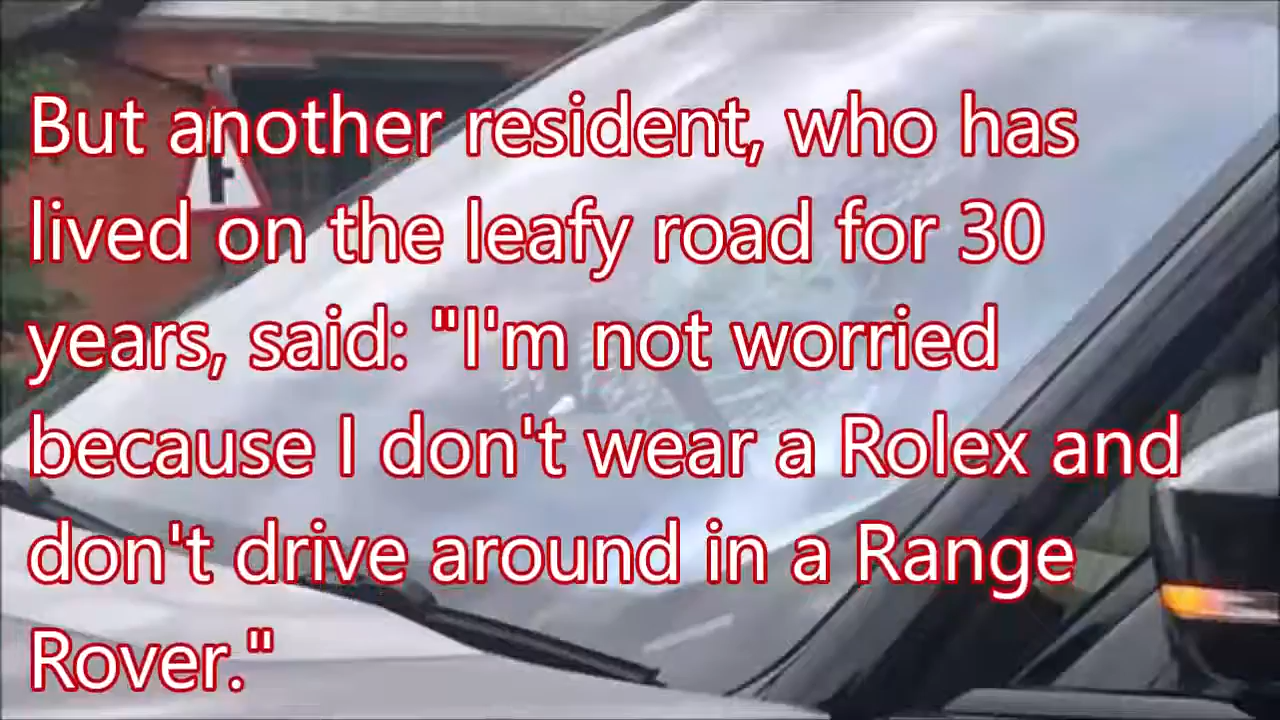 But another resident, who has
lived on the leafy road for 30
years, said: "I'm not worried
because I don't wear a Rolex and
don't drive around in a Range
Rover."